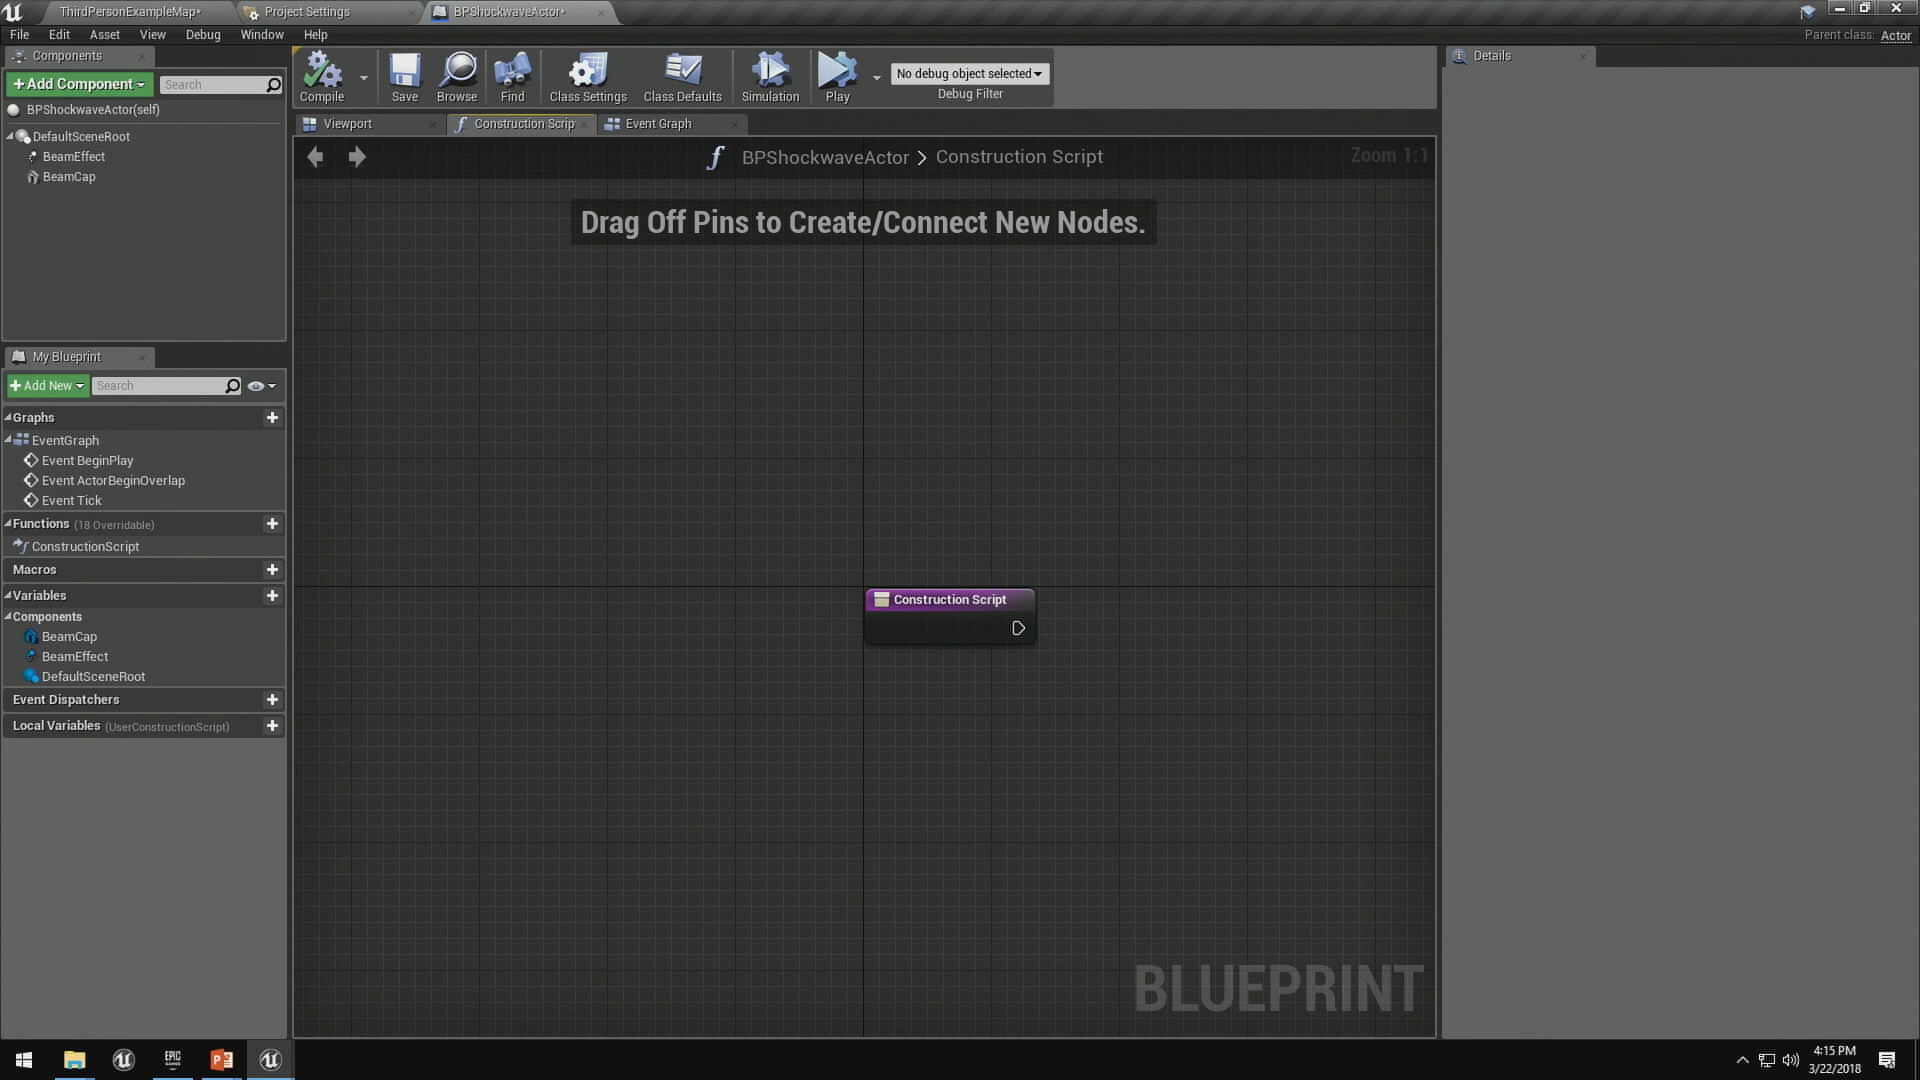 ThirdPersonExampleMap*
Project Settings
BPShockwaveActor*
File Edit Asset View Debug Window Help
Parent class: Actor
Components
+Add Component
Search
BPShockwaveActor(self)
DefaultSceneRoot
BeamEffect
BeamCap
Compile
Save
Browse
Find
Class Settings
Class Defaults
Simulation
Play
No debug object selected
Debug Filter
Details
Viewport
Construction Scrip
Event Graph
BPShockwaveActor > Construction Script
Zoom 1:1
Drag Off Pins to Create/Connect New Nodes.
My Blueprint
+Add New
Search
Graphs
EventGraph
Event BeginPlay
Event ActorBeginOverlap
Event Tick
Functions (18 Overridable)
ConstructionScript
Macros
Variables
Components
BeamCap
BeamEffect
DefaultSceneRoot
Event Dispatchers
Local Variables (UserConstructionScript)
Construction Script
BLUEPRINT
EPIC
GAMES
4:15 PM
3/22/2018